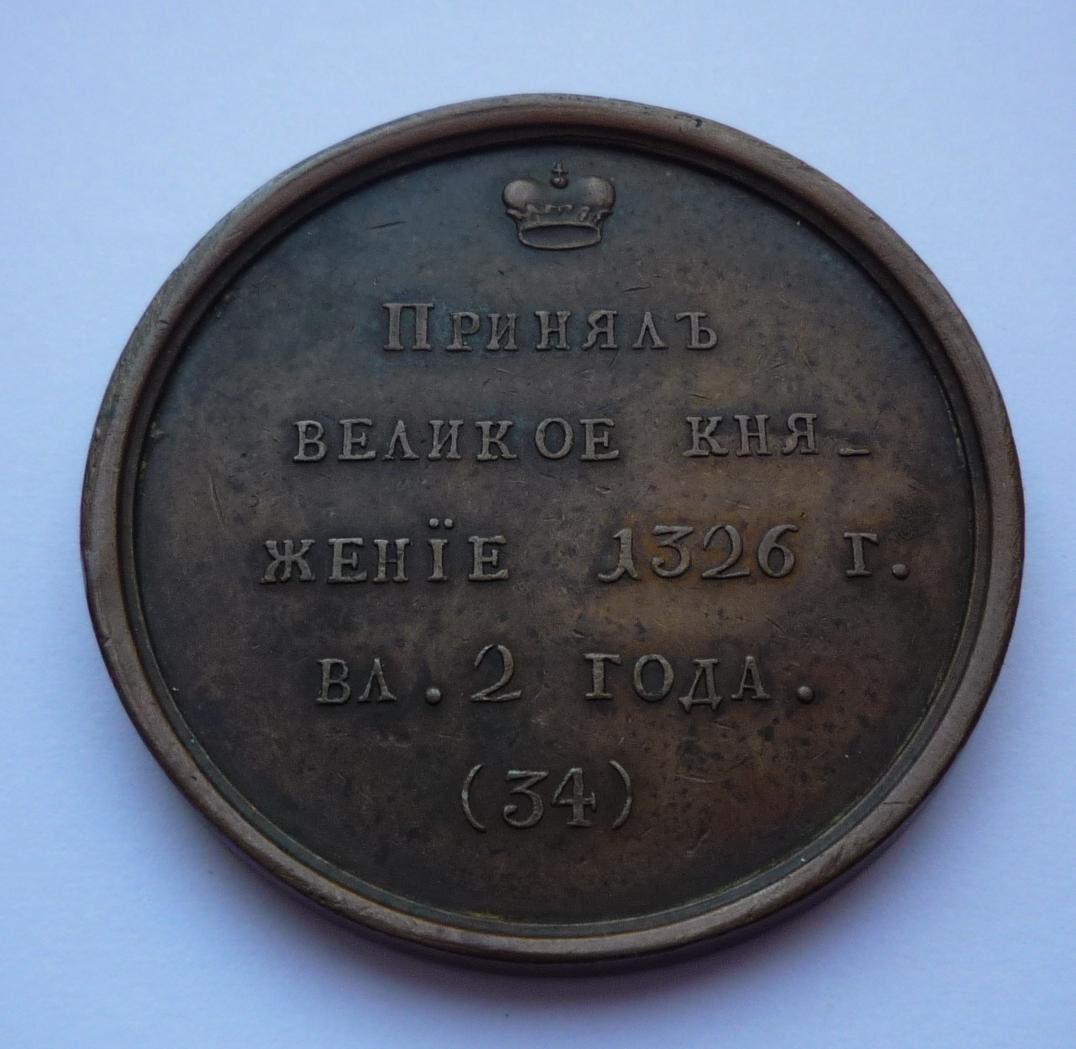 Принялъ
великое кня-
женїе 1326 г.
вл. 2 года.
(34)